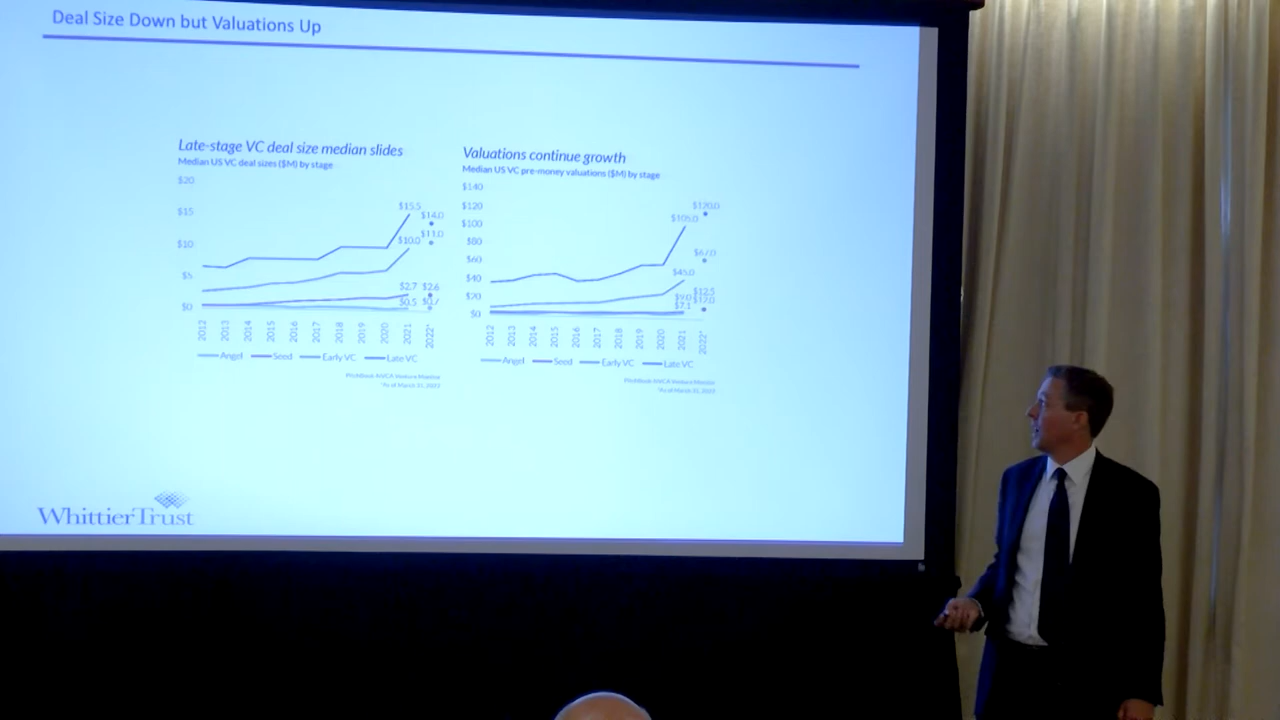 Deal Size Down but Valuations Up
Late-stage VC deal size median slides
Median US VC deal sizes ($M) by stage
$20
$15
$10
$5
$0
$15.5
$14.0
$11.0
$10.0
$2.7 $2.6
$0.5 $0.7
2012 2013 2014 2015 2016 2017 2018 2019 2020 2021 2022*
Angel Seed Early VC Late VC
PitchBook-NVCA Venture Monitor
*As of March 31, 2022
Valuations continue growth
Median US VC pre-money valuations ($M) by stage
$140
$120
$100
$80
$60
$40
$20
$0
$120.0
$105.0
$67.0
$45.0
$12.5
$9.0
$7.1
2012 2013 2014 2015 2016 2017 2018 2019 2020 2021 2022*
Angel Seed Early VC Late VC
PitchBook-NVCA Venture Monitor
*As of March 31, 2022
WhittierTrust